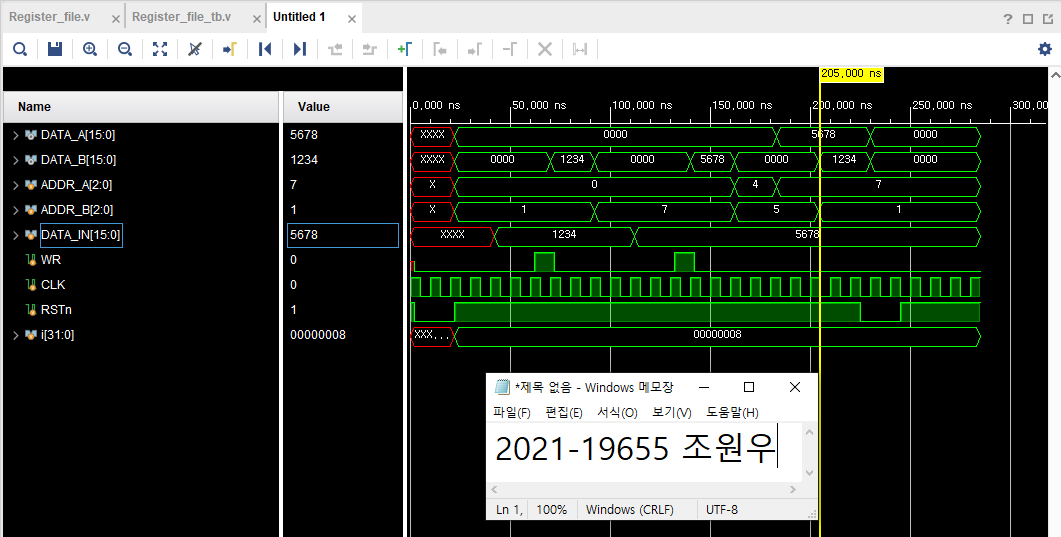 Register_file.v × Register_file_tb.v × Untitled 1 ×
? 
205,000 ns
Name Value
0,000 ns 50,000 ns 100,000 ns 150,000 ns 200,000 ns 250,000 ns 300,
DATA_A[15:0] 5678 XXXX 0000 5678 0000
DATA_B[15:0] 1234 XXXX 0000 1234 0000 5678 0000 1234 0000
ADDR_A[2:0] 7 X 0 4 7
ADDR_B[2:0] 1 X 1 7 5 1
DATA_IN[15:0] 5678 XXXX 1234 5678
WR 0
CLK 0
RSTn 1
i[31:0] 00000008 XXX... 00000008
*제목 없음 - Windows 메모장
파일(F) 편집(E) 서식(O) 보기(V) 도움말(H)
2021-19655 조원우
Ln 1, 100% Windows (CRLF) UTF-8